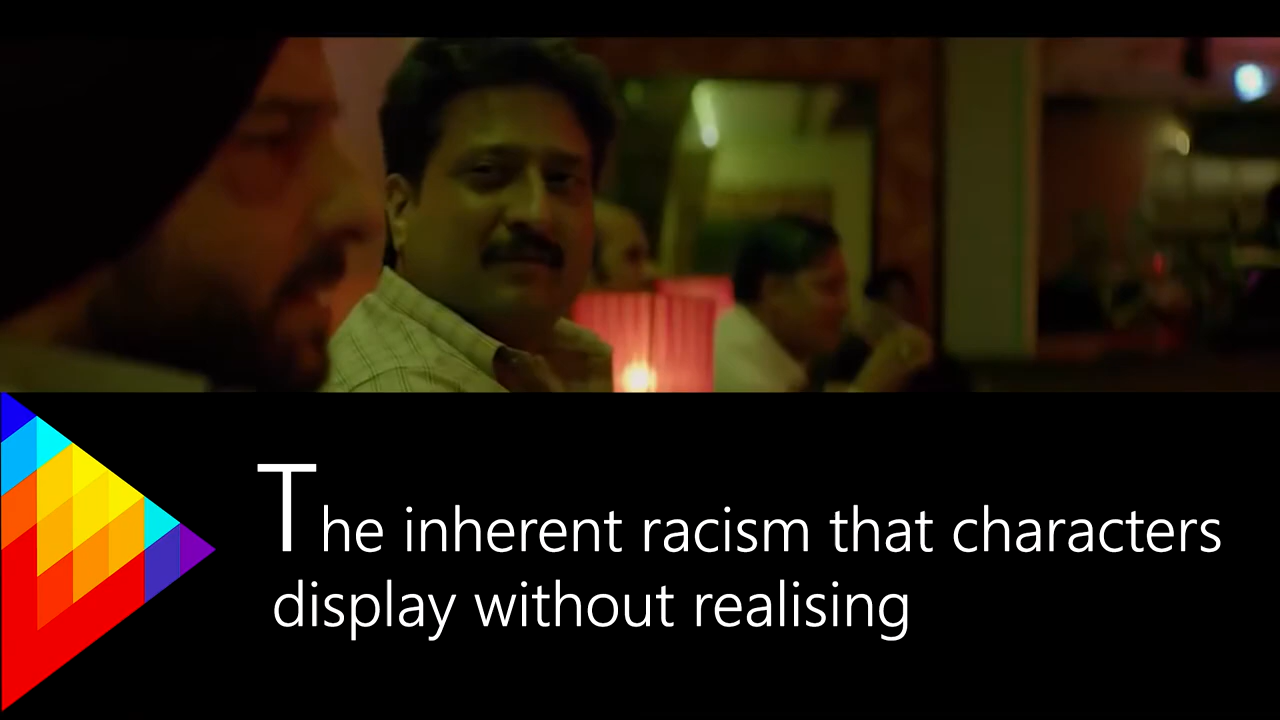 The inherent racism that characters
display without realising